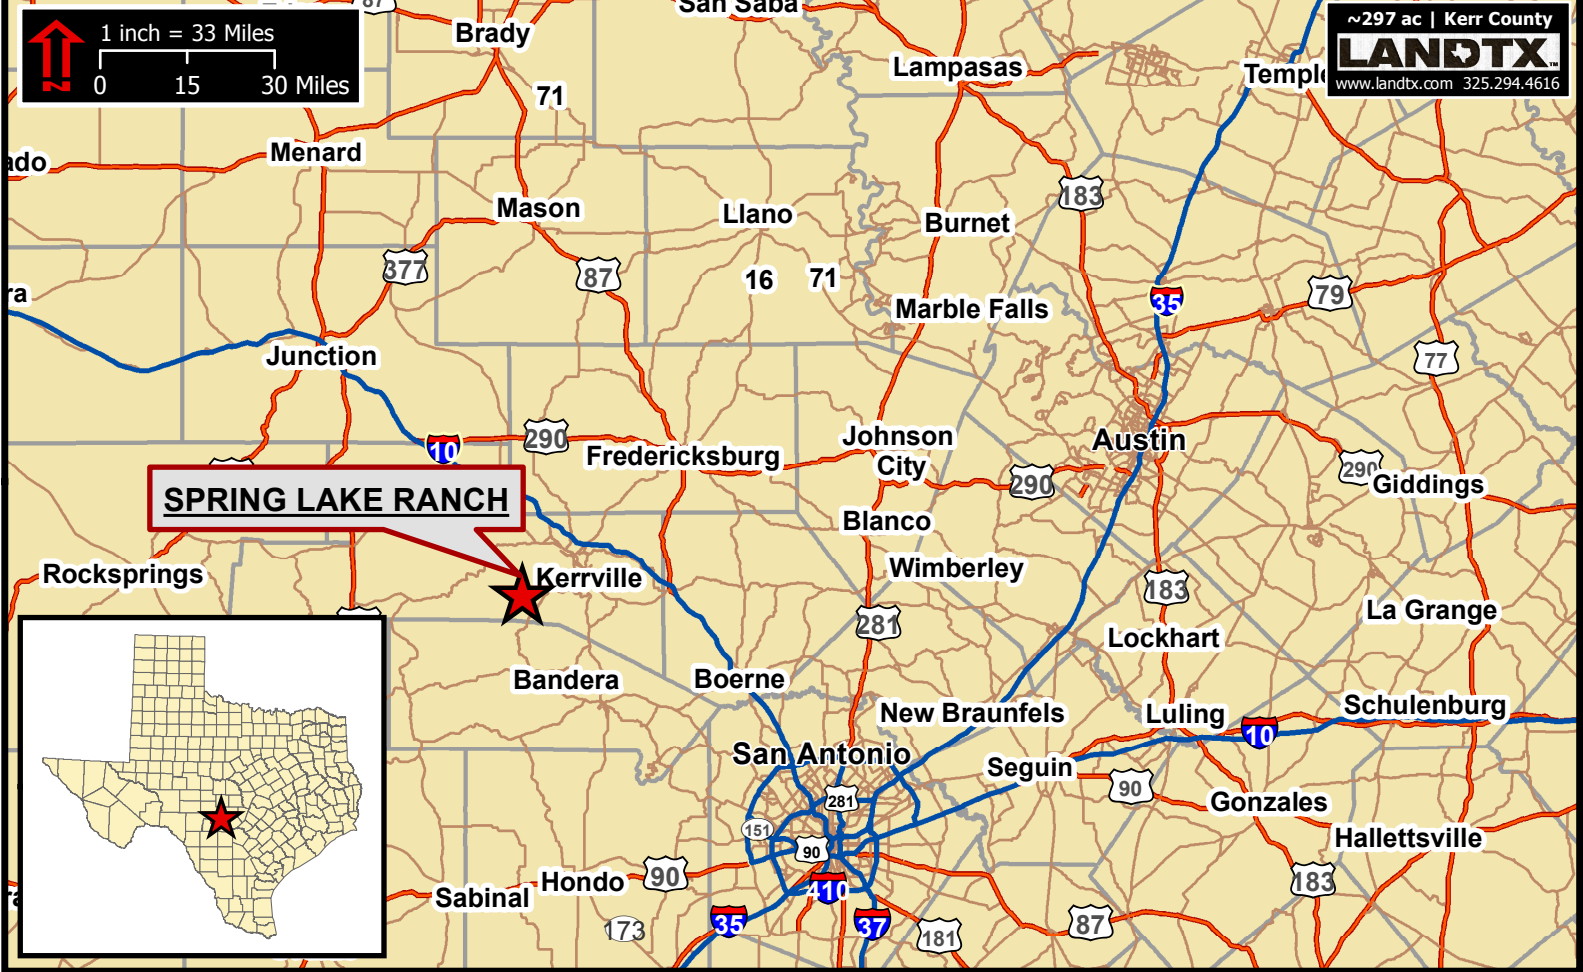 87
San Saba
1 inch = 33 Miles
0 15 30 Miles
N
~297 ac | Kerr County
LANDTX
www.landtx.com 325.294.4616
Brady
Lampasas
Temple
71
Menard
ado
183
Mason
Llano
Burnet
377
87
16 71
ra
35
79
Marble Falls
Junction
77
10
290
Fredericksburg
Johnson
City
Austin
290
290
Giddings
SPRING LAKE RANCH
Blanco
Rocksprings
Kerrville
Wimberley
183
La Grange
281
Lockhart
Bandera
Boerne
New Braunfels
Luling
10
Schulenburg
San Antonio
Seguin
90
Gonzales
281
151
90
Hallettsville
Sabinal
Hondo
90
410
183
173
35
37
181
87